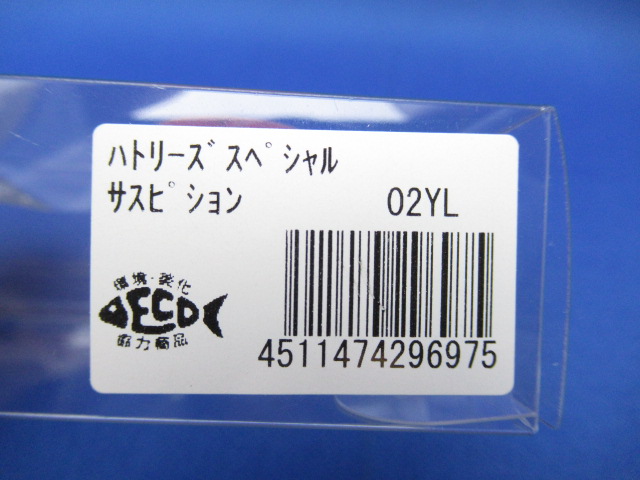 ハトリーズスペシャル
サスピション 02YL
環境・美化
ECO
協力商品
4511474296975